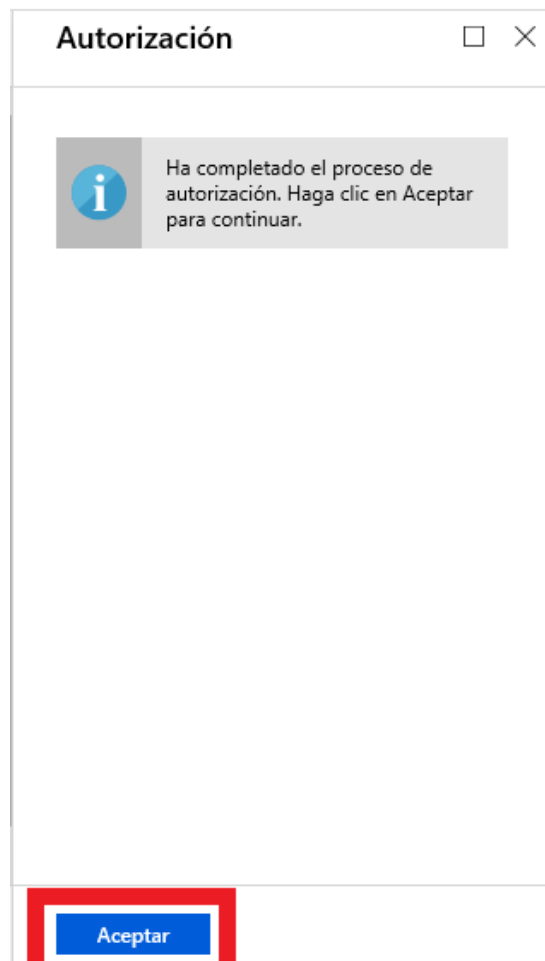 Autorización
Ha completado el proceso de
autorización. Haga clic en Aceptar
para continuar.
Aceptar